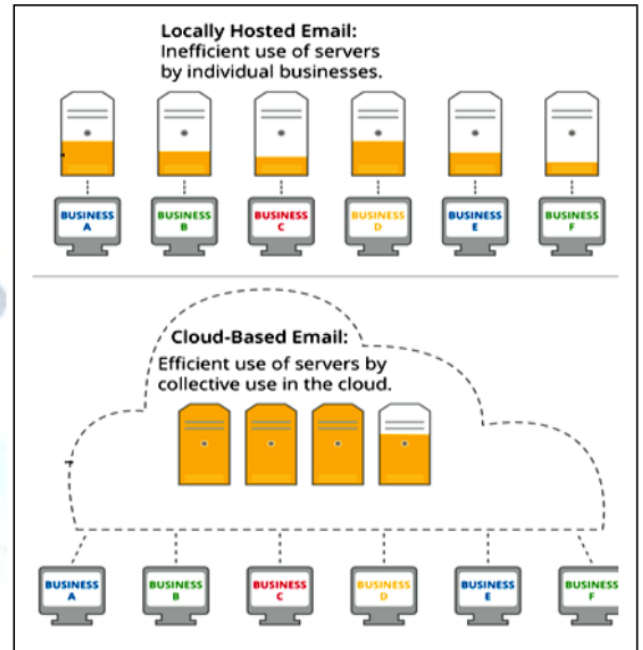 Locally Hosted Email:
Inefficient use of servers
by individual businesses.
BUSINESS
A
BUSINESS
B
BUSINESS
C
BUSINESS
D
BUSINESS
E
BUSINESS
F
Cloud-Based Email:
Efficient use of servers by
collective use in the cloud.
BUSINESS
A
BUSINESS
B
BUSINESS
C
BUSINESS
D
BUSINESS
E
BUSINESS
F